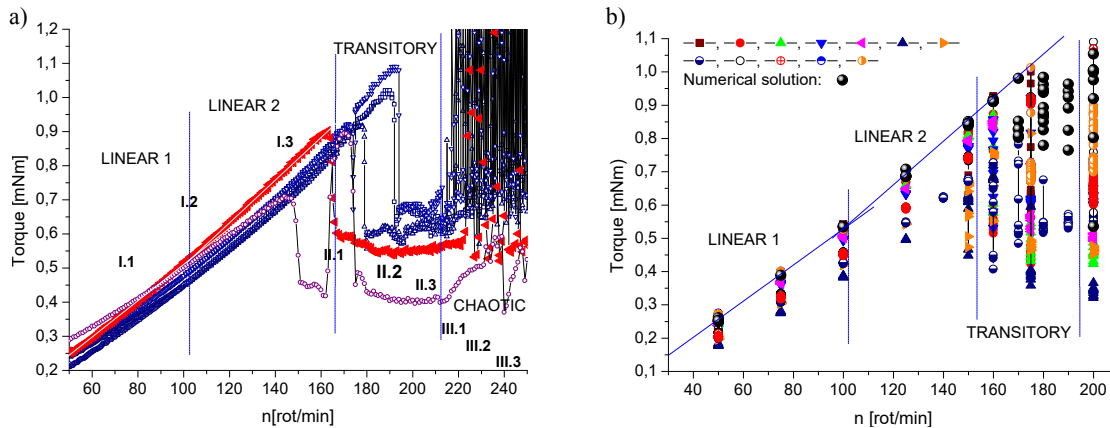 a)
1,2
1,1
1,0
0,9
0,8
0,7
0,6
0,5
0,4
0,3
0,2
Torque [mNm]
TRANSITORY
LINEAR 2
I.3
LINEAR 1
I.2
I.1
II.1
II.2
II.3
CHAOTIC
III.1
III.2
III.3
60 80 100 120 140 160 180 200 220 240
n[rot/min]
b)
1,1
1,0
0,9
0,8
0,7
0,6
0,5
0,4
0,3
0,2
0,1
Torque [mNm]
Numerical solution:
LINEAR 2
LINEAR 1
TRANSITORY
40 60 80 100 120 140 160 180 200
n [rot/min]